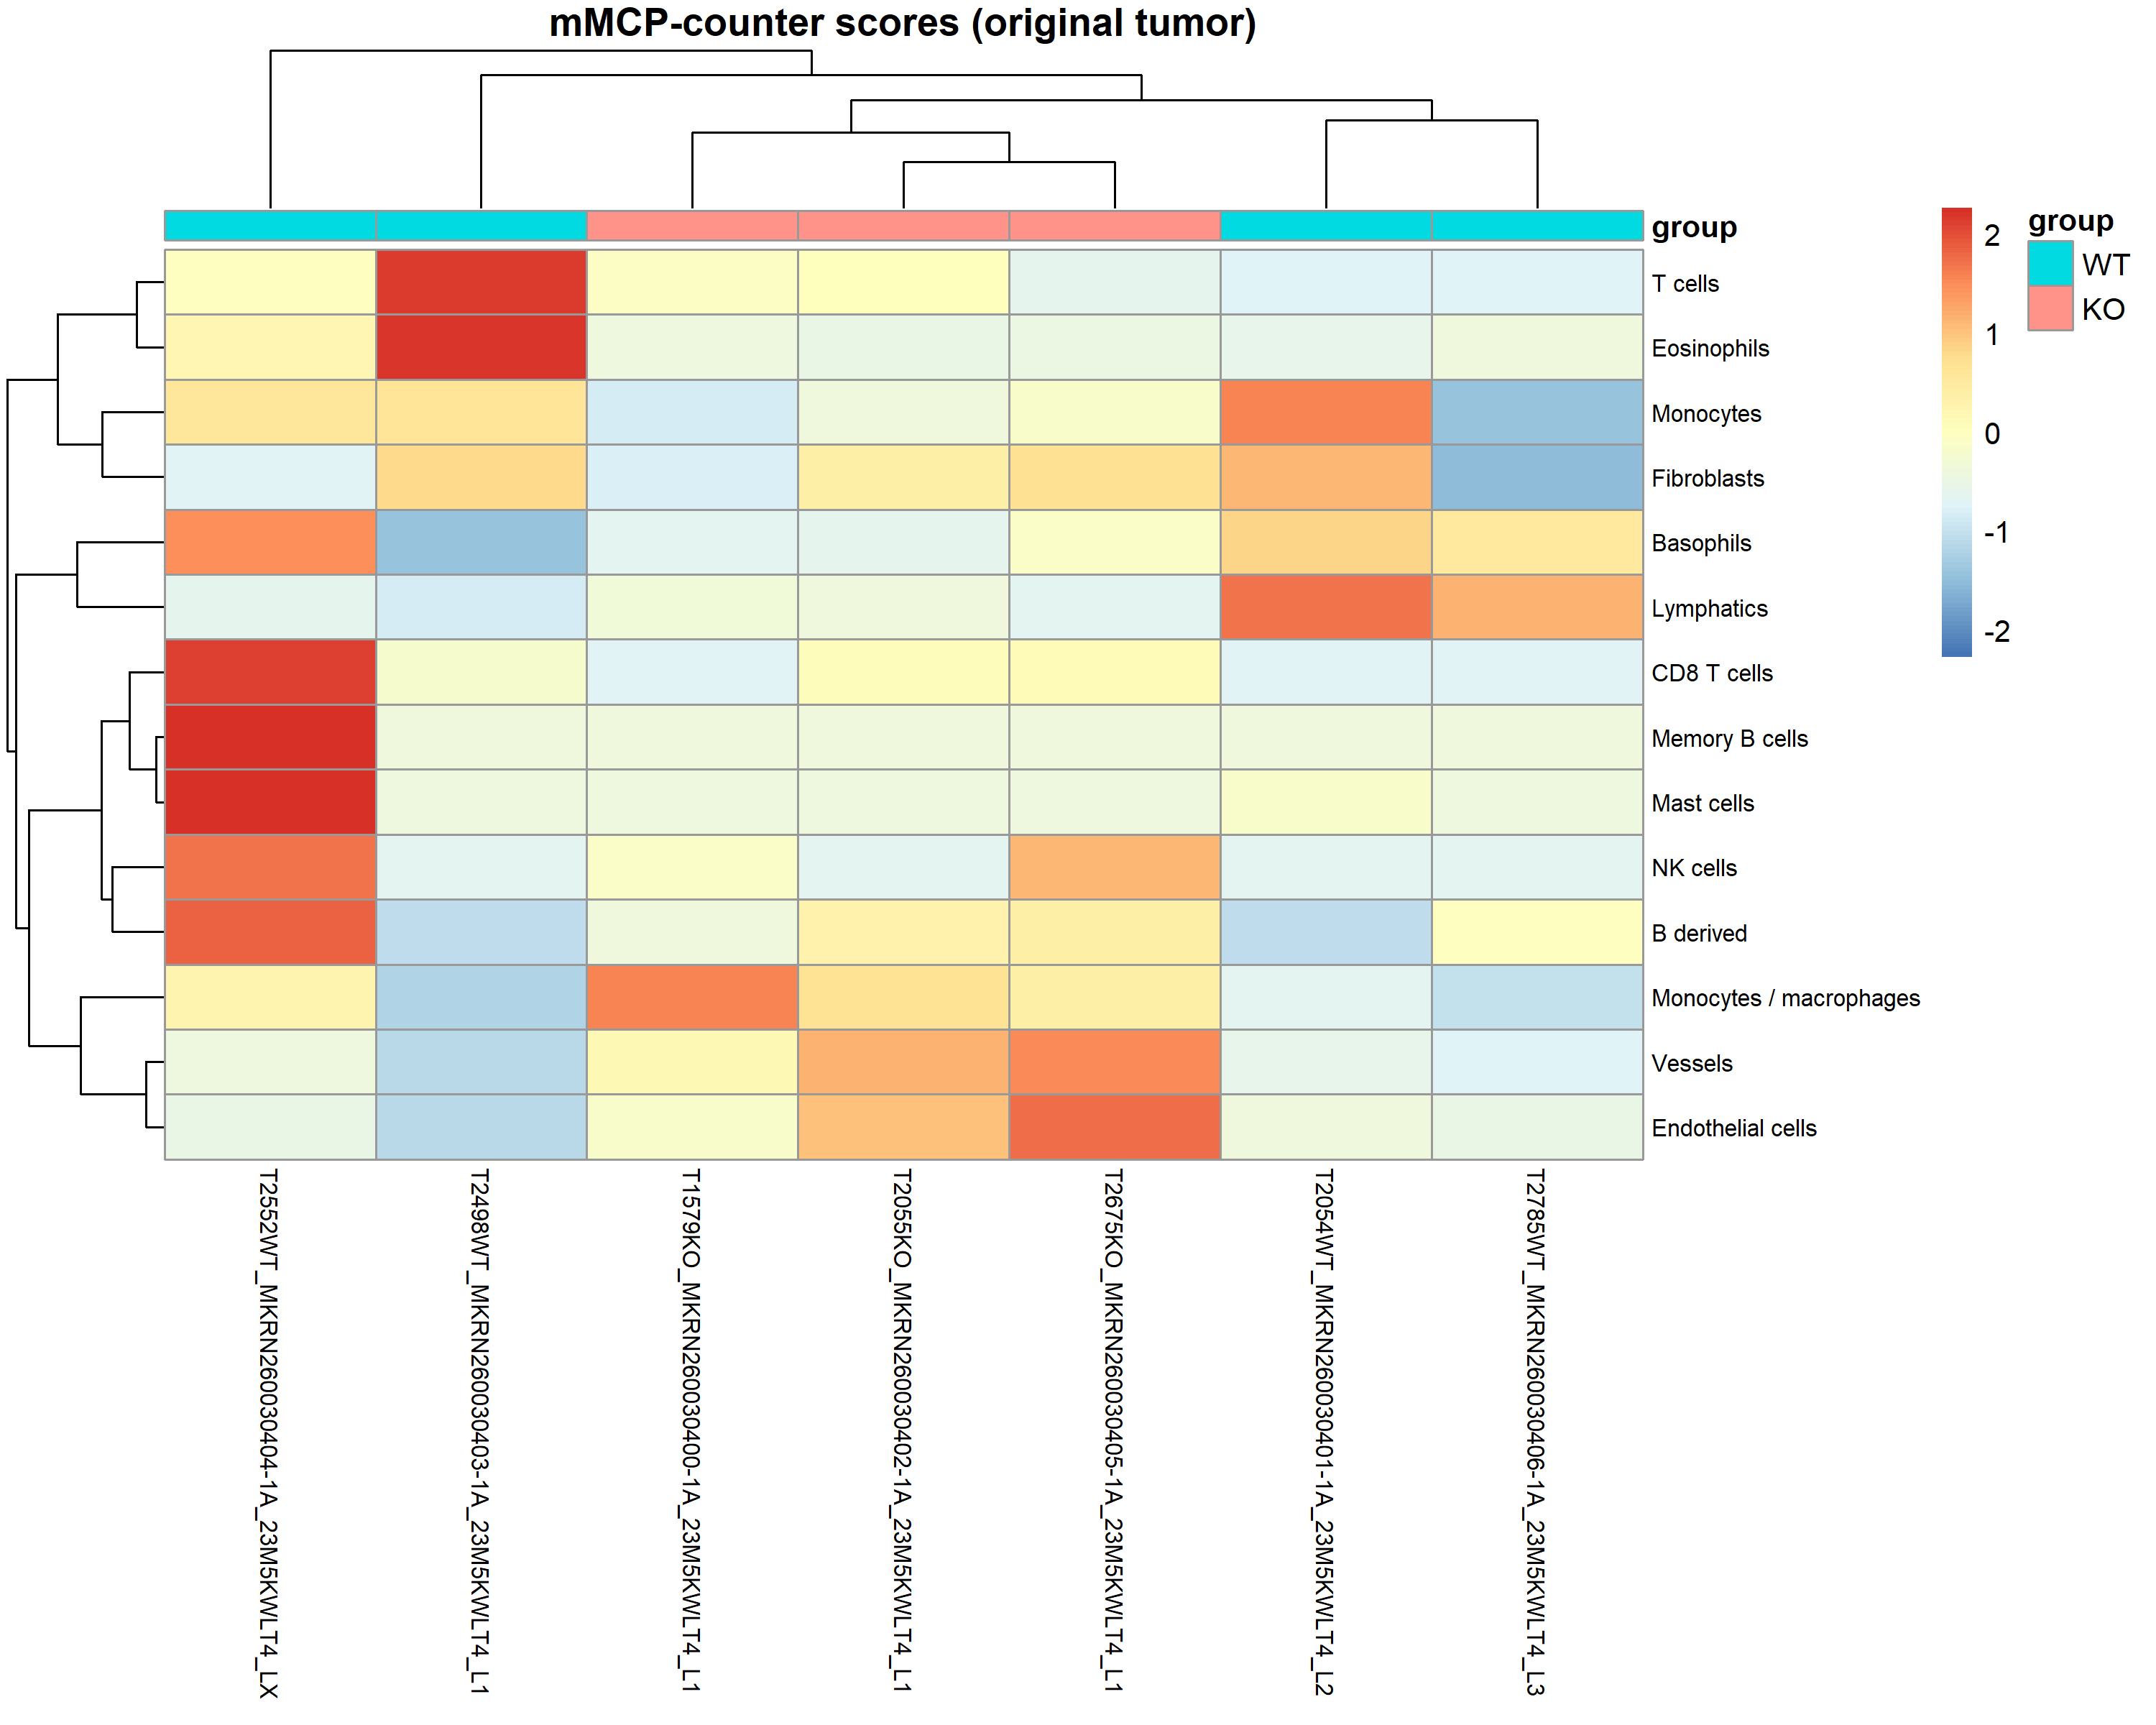 mMCP-counter scores (original tumor)
group
T cells
Eosinophils
Monocytes
Fibroblasts
Basophils
Lymphatics
CD8 T cells
Memory B cells
Mast cells
NK cells
B derived
Monocytes / macrophages
Vessels
Endothelial cells
2
1
0
-1
-2
group
WT
KO
T2552WT_MKRN260030404-1A_23M5KWLT4_LX
T2498WT_MKRN260030403-1A_23M5KWLT4_L1
T1579KO_MKRN260030400-1A_23M5KWLT4_L1
T2055KO_MKRN260030402-1A_23M5KWLT4_L1
T2675KO_MKRN260030405-1A_23M5KWLT4_L1
T2054WT_MKRN260030401-1A_23M5KWLT4_L2
T2785WT_MKRN260030406-1A_23M5KWLT4_L3